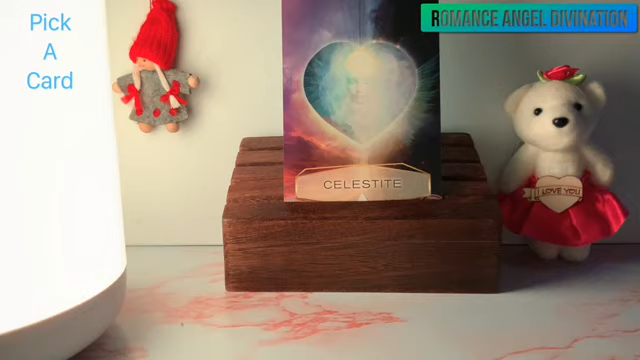 Pick
A
Card
ROMANCE ANGEL DIVINATION
CELESTITE
LOVE YOU